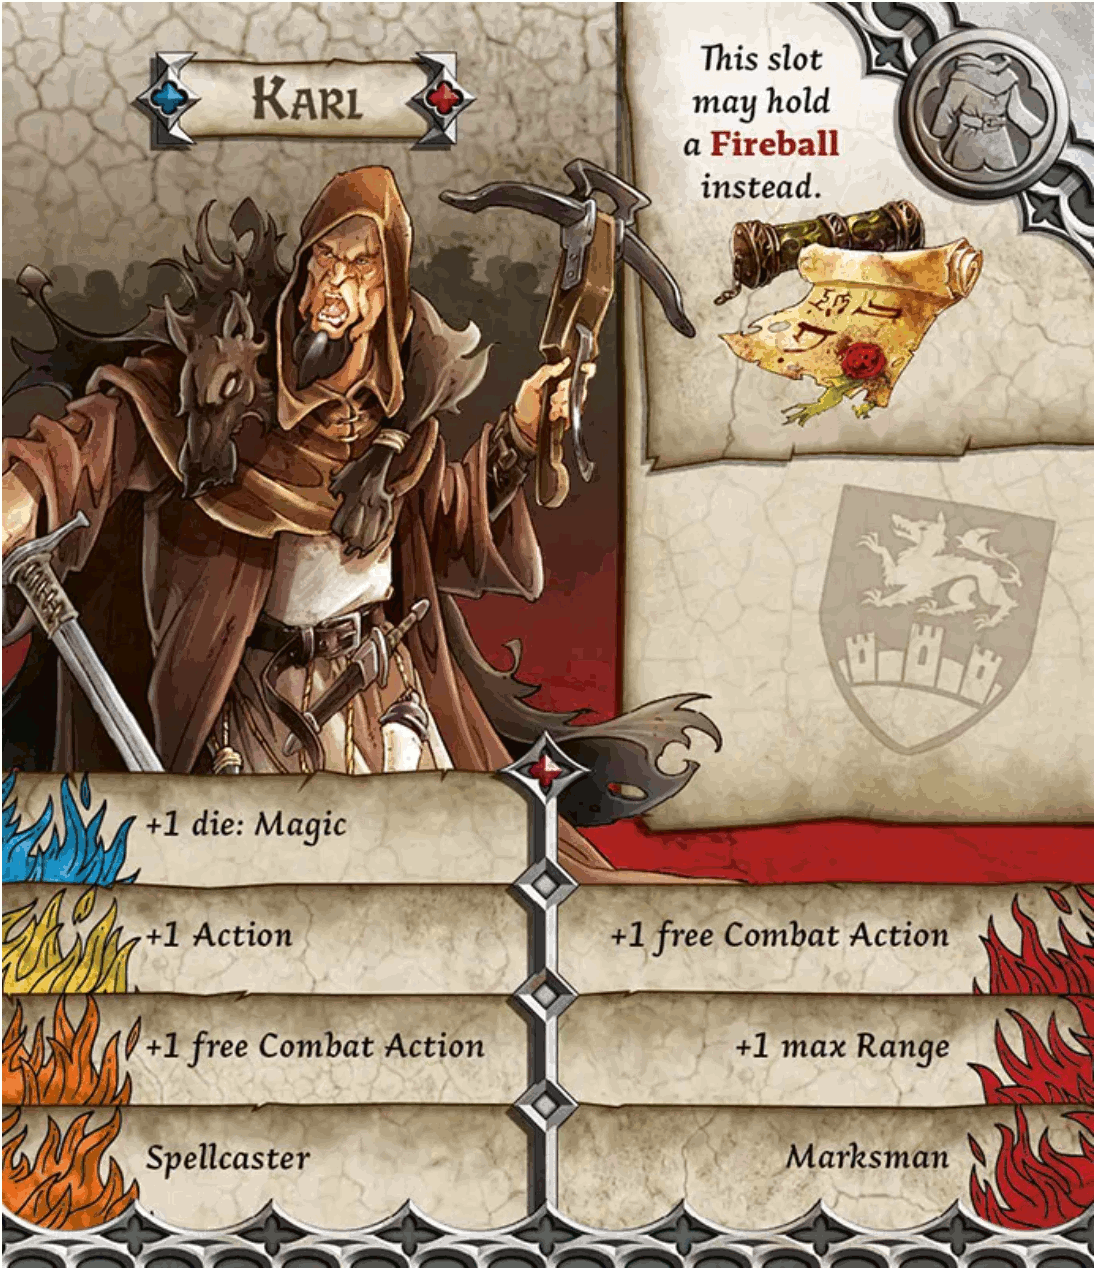 Karl
This slot
may hold
a Fireball
instead.
+1 die: Magic
+1 Action
+1 free Combat Action
+1 free Combat Action
+1 max Range
Spellcaster
Marksman